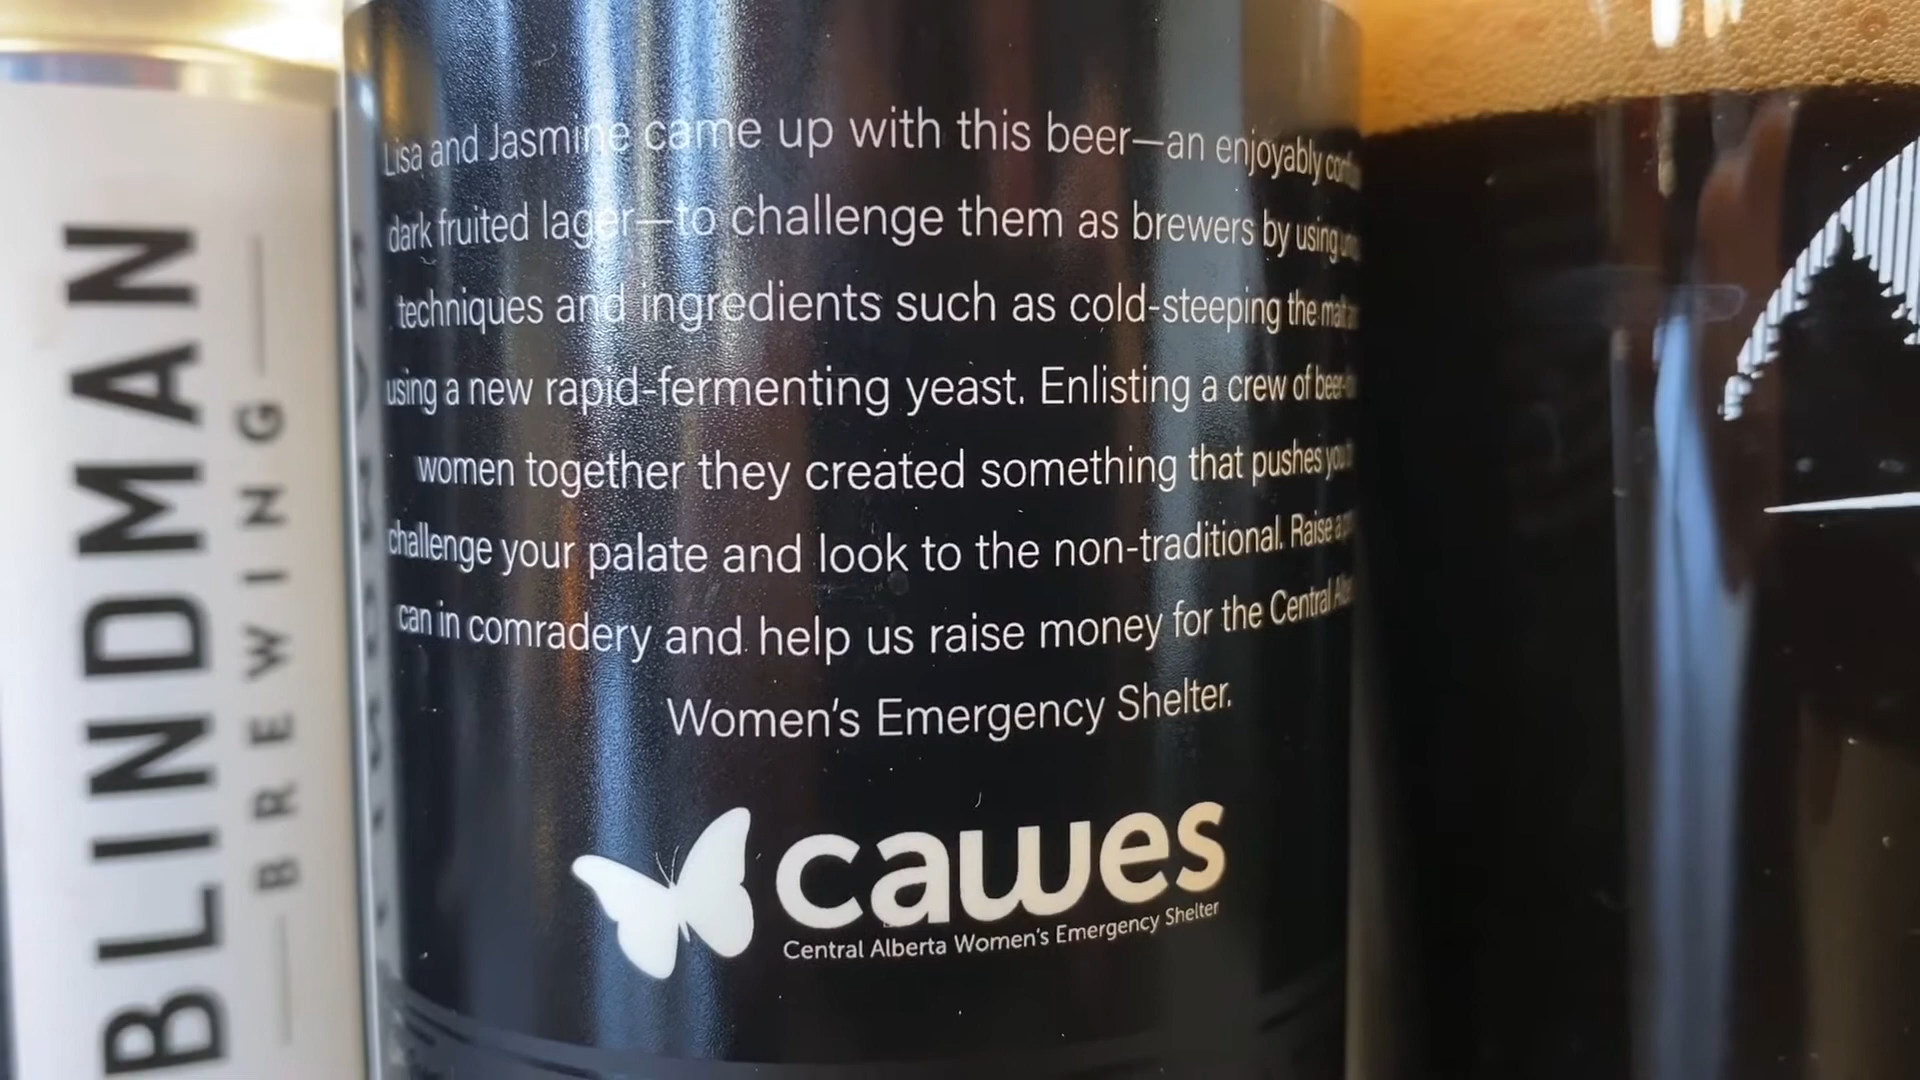 BLINDMAN
BREWING
Lisa and Jasmine came up with this beer—an enjoyably
dark fruited lager—to challenge them as brewers by using
techniques and ingredients such as cold-steeping the malt
using a new rapid-fermenting yeast. Enlisting a crew of
women together they created something that pushes
challenge your palate and look to the non-traditional. Raise a
can in comradery and help us raise money for the Central
Women's Emergency Shelter.
cawes
Central Alberta Women's Emergency Shelter